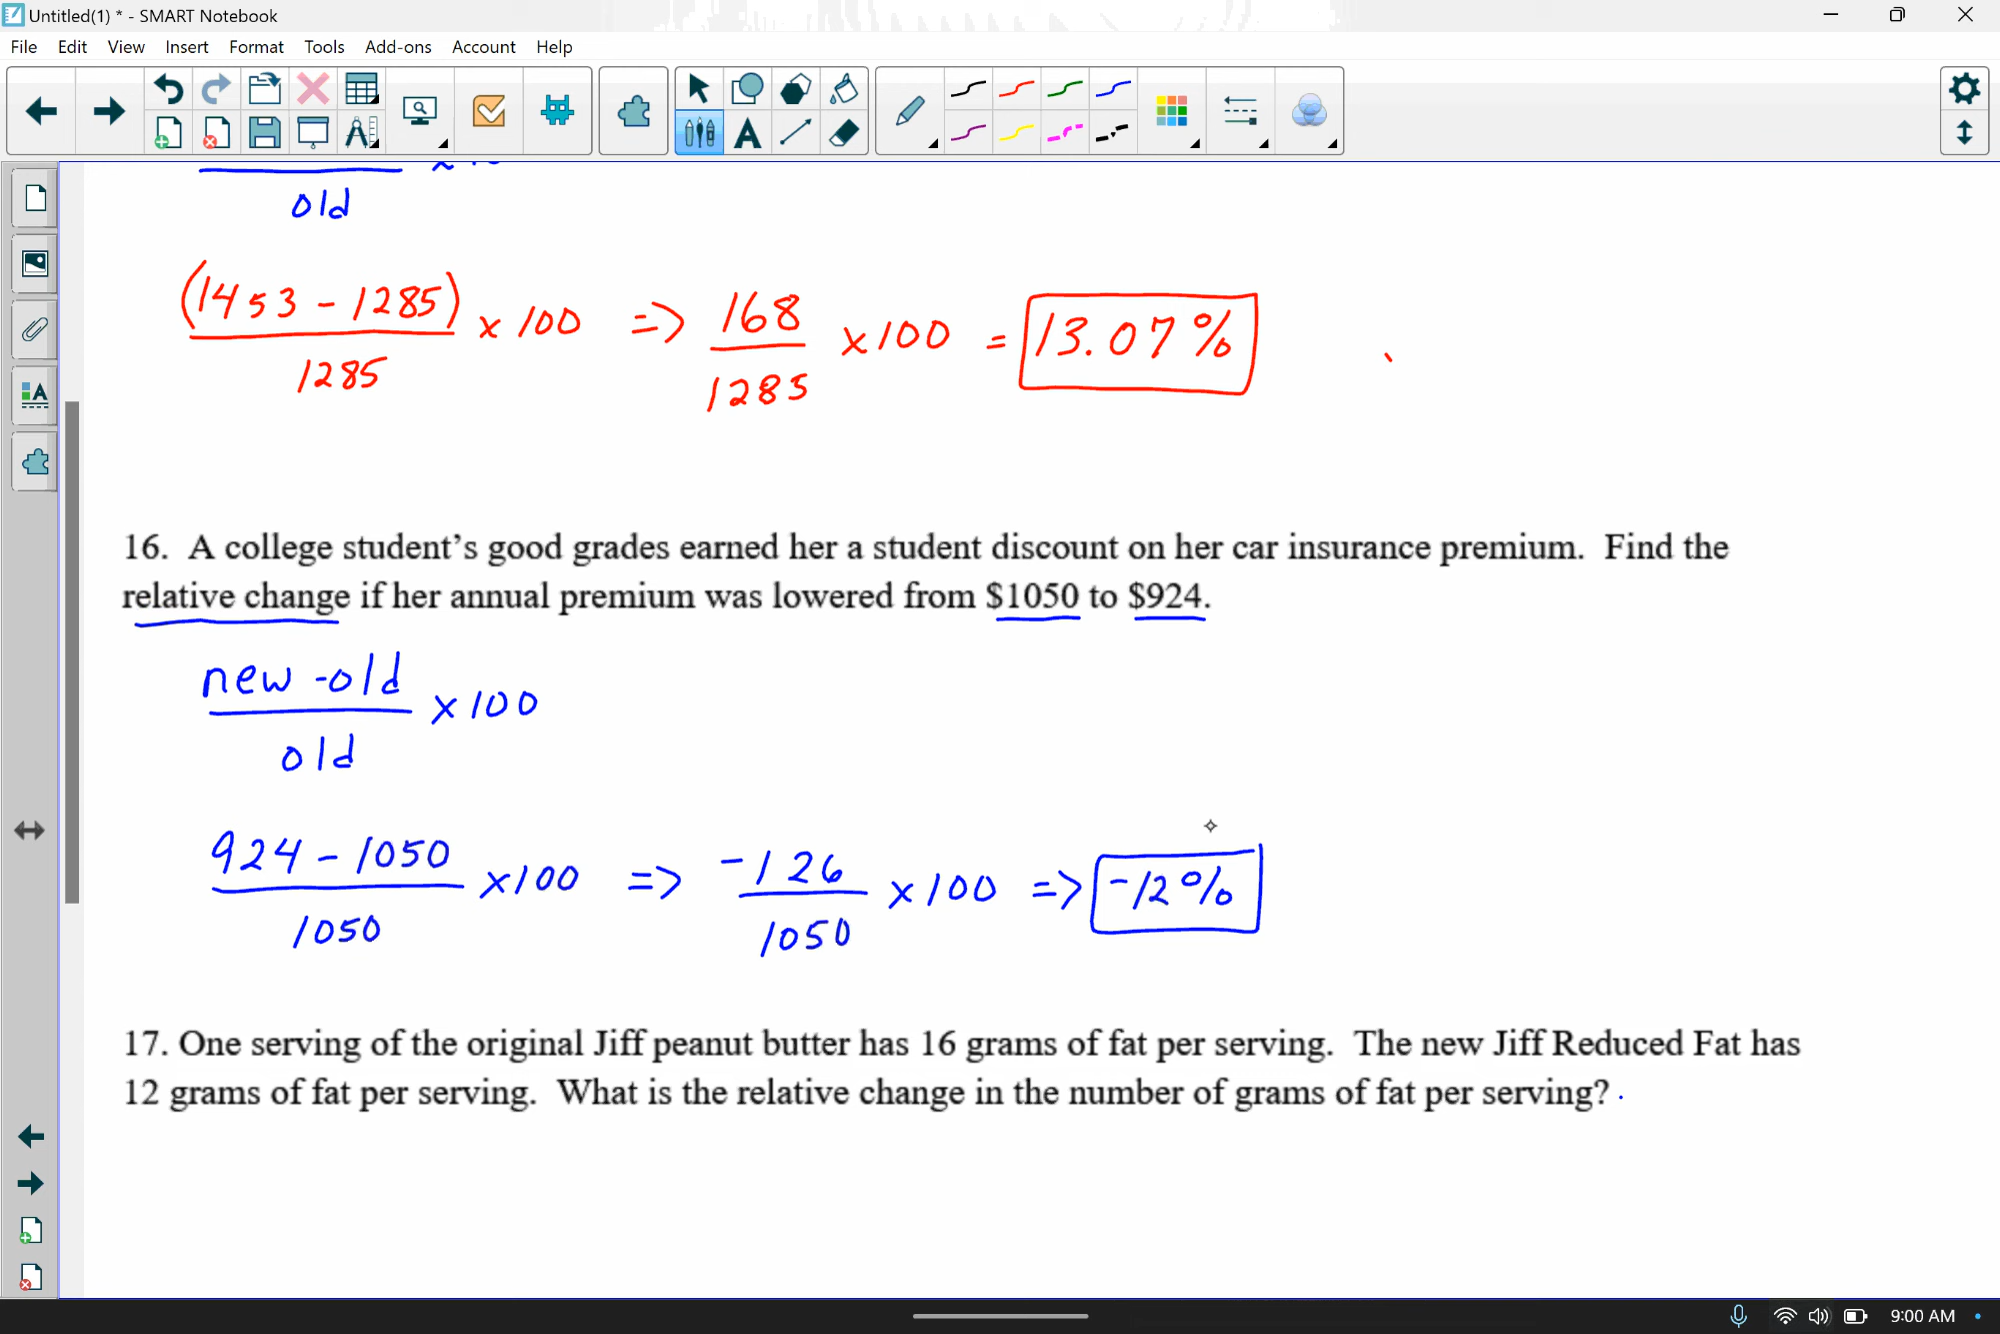 Untitled(1) * - SMART Notebook
File Edit View Insert Format Tools Add-ons Account Help
old
(1453 - 1285) x 100 => 168 x100 = 13.07%
1285 1285
16. A college student's good grades earned her a student discount on her car insurance premium. Find the
relative change if her annual premium was lowered from $1050 to $924.
new -old x 100
old
924 - 1050 x100 => -126 x 100 => -12%
1050 1050
17. One serving of the original Jiff peanut butter has 16 grams of fat per serving. The new Jiff Reduced Fat has
12 grams of fat per serving. What is the relative change in the number of grams of fat per serving?
9:00 AM